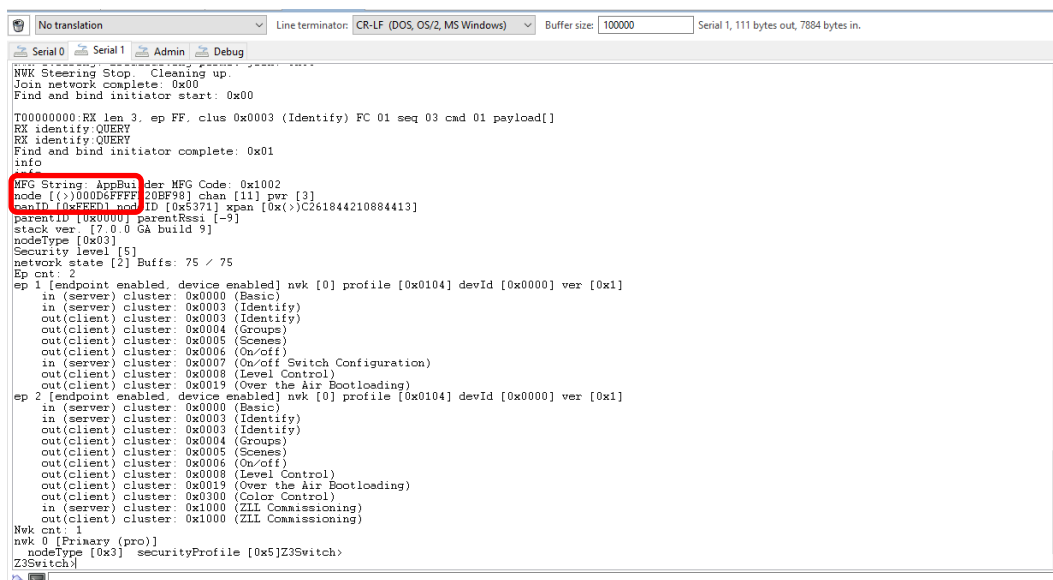 No translation Line terminator: CR-LF (DOS, OS/2, MS Windows) Buffer size: 100000 Serial 1, 111 bytes out, 7884 bytes in.
Serial 0 Serial 1 Admin Debug
NWK Steering Stop. Cleaning up.
Join network complete: 0x00
Find and bind initiator start: 0x00
T00000000:RX len 3, ep FF, clus 0x0003 (Identify) FC 01 seq 03 cmd 01 payload[]
RX identify:QUERY
RX identify:QUERY
Find and bind initiator complete: 0x01
info
info
MFG String: AppBuilder MFG Code: 0x1002
node [(>)000D6FFFF 20BF98] chan [11] pwr [3]
panID [0xFEED] nodeID [0x5371] xpan [0x(>)C261844210884413]
parentID [0x0000] parentRssi [-9]
stack ver. [7.0.0 GA build 9]
nodeType [0x03]
Security level [5]
network state [2] Buffs: 75 / 75
Ep cnt: 2
ep 1 [endpoint enabled, device enabled] nwk [0] profile [0x0104] devId [0x0000] ver [0x1]
in (server) cluster: 0x0000 (Basic)
in (server) cluster: 0x0003 (Identify)
out(client) cluster: 0x0003 (Identify)
out(client) cluster: 0x0004 (Groups)
out(client) cluster: 0x0005 (Scenes)
out(client) cluster: 0x0006 (On/off)
in (server) cluster: 0x0007 (On/off Switch Configuration)
out(client) cluster: 0x0008 (Level Control)
out(client) cluster: 0x0019 (Over the Air Bootloading)
ep 2 [endpoint enabled, device enabled] nwk [0] profile [0x0104] devId [0x0000] ver [0x1]
in (server) cluster: 0x0000 (Basic)
in (server) cluster: 0x0003 (Identify)
out(client) cluster: 0x0003 (Identify)
out(client) cluster: 0x0004 (Groups)
out(client) cluster: 0x0005 (Scenes)
out(client) cluster: 0x0006 (On/off)
out(client) cluster: 0x0008 (Level Control)
out(client) cluster: 0x0019 (Over the Air Bootloading)
out(client) cluster: 0x0300 (Color Control)
in (server) cluster: 0x1000 (ZLL Commissioning)
out(client) cluster: 0x1000 (ZLL Commissioning)
Nwk cnt: 1
nwk 0 [Primary (pro)]
nodeType [0x3] securityProfile [0x5]Z3Switch>
Z3Switch>